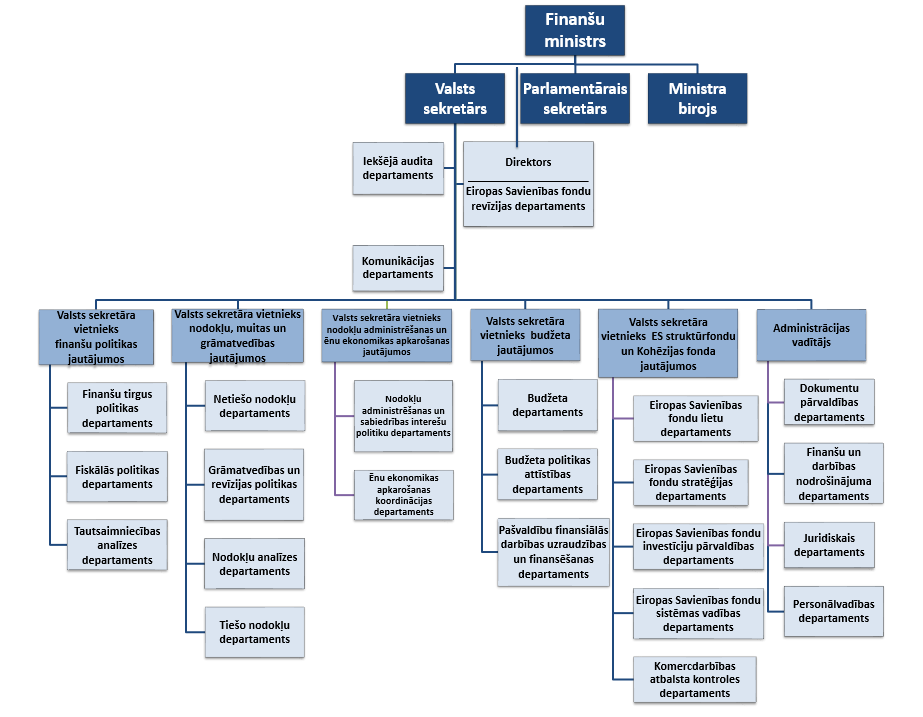 Finanšu
ministrs
Valsts
sekretārs
Parlamentārais
sekretārs
Ministra
birojs
Iekšējā audita
departaments
Direktors
Eiropas Savienības fondu
revīzijas departaments
Komunikācijas
departaments
Valsts sekretāra
vietnieks
finanšu politikas
jautājumos
Finanšu tirgus
politikas
departaments
Fiskālās politikas
departaments
Tautsaimniecības
analīzes
departaments
Valsts sekretāra vietnieks
nodokļu, muitas un
grāmatvedības
jautājumos
Netiešo nodokļu
departaments
Grāmatvedības un
revīzijas politikas
departaments
Nodokļu analīzes
departaments
Tiešo nodokļu
departaments
Valsts sekretāra vietnieks
nodokļu administrēšanas un
ēnu ekonomikas apkarošanas
jautājumos
Nodokļu
administrēšanas un
sabiedrības interešu
politiku departaments
Ēnu ekonomikas
apkarošanas
koordinācijas
departaments
Valsts sekretāra
vietnieks budžeta
jautājumos
Budžeta
departaments
Budžeta politikas
attīstības
departaments
Pašvaldību finansiālās
darbības uzraudzības
un finansēšanas
departaments
Valsts sekretāra
vietnieks ES struktūrfondu
un Kohēzijas fonda
jautājumos
Eiropas Savienības
fondu lietu
departaments
Eiropas Savienības
fondu stratēģijas
departaments
Eiropas Savienības fondu
investīciju pārvaldības
departaments
Eiropas Savienības fondu
sistēmas vadības
departaments
Komercdarbības
atbalsta kontroles
departaments
Administrācijas
vadītājs
Dokumentu
pārvaldības
departaments
Finanšu un
darbības
nodrošinājuma
departaments
Juridiskais
departaments
Personālvadības
departaments